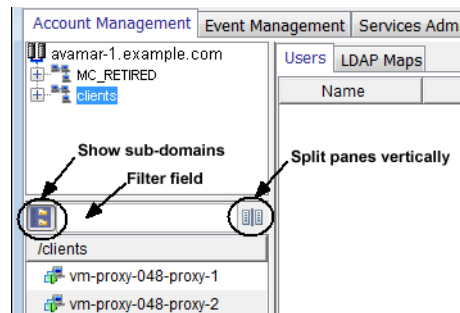 Account Management Event Management Services Adm
avamar-1.example.com
MC_RETIRED
clients
Users LDAP Maps
Name
Show sub-domains
Filter field
Split panes vertically
/clients
vm-proxy-048-proxy-1
vm-proxy-048-proxy-2